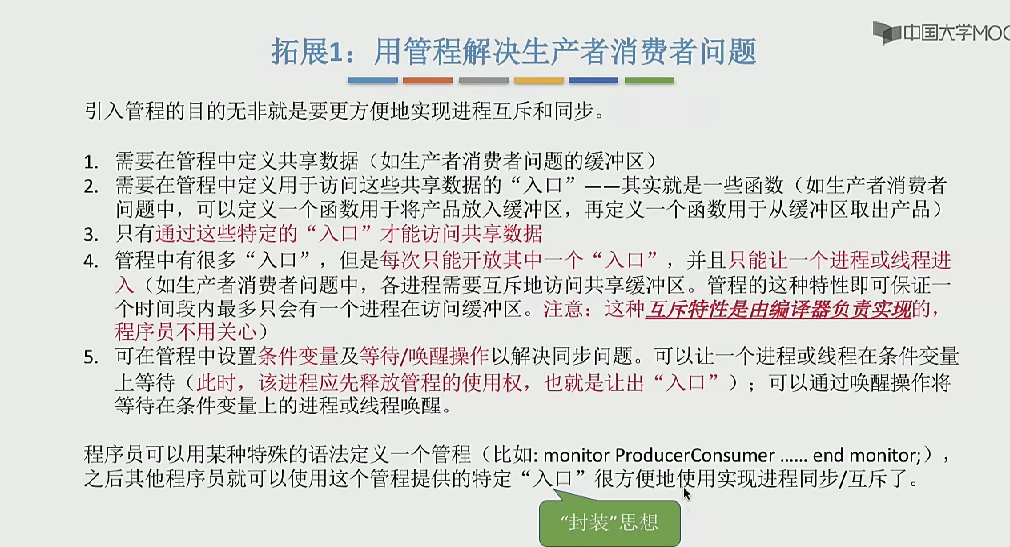 中国大学MOO
拓展1：用管程解决生产者消费者问题
引入管程的目的无非就是要更方便地实现进程互斥和同步。
1. 需要在管程中定义共享数据（如生产者消费者问题的缓冲区）
2. 需要在管程中定义用于访问这些共享数据的“入口”——其实就是一些函数（如生产者消费者
问题中，可以定义一个函数用于将产品放入缓冲区，再定义一个函数用于从缓冲区取出产品）
3. 只有通过这些特定的“入口”才能访问共享数据
4. 管程中有很多“入口”，但是每次只能开放其中一个“入口”，并且只能让一个进程或线程进
入（如生产者消费者问题中，各进程需要互斥地访问共享缓冲区。管程的这种特性即可保证一
个时间段内最多只会有一个进程在访问缓冲区。注意：这种互斥特性是由编译器负责实现的，
程序员不用关心）
5. 可在管程中设置条件变量及等待/唤醒操作以解决同步问题。可以让一个进程或线程在条件变量
上等待（此时，该进程应先释放管程的使用权，也就是让出“入口”）；可以通过唤醒操作将
等待在条件变量上的进程或线程唤醒。
程序员可以用某种特殊的语法定义一个管程（比如: monitor ProducerConsumer …… end monitor;），
之后其他程序员就可以使用这个管程提供的特定“入口”很方便地使用实现进程同步/互斥了。
“封装”思想